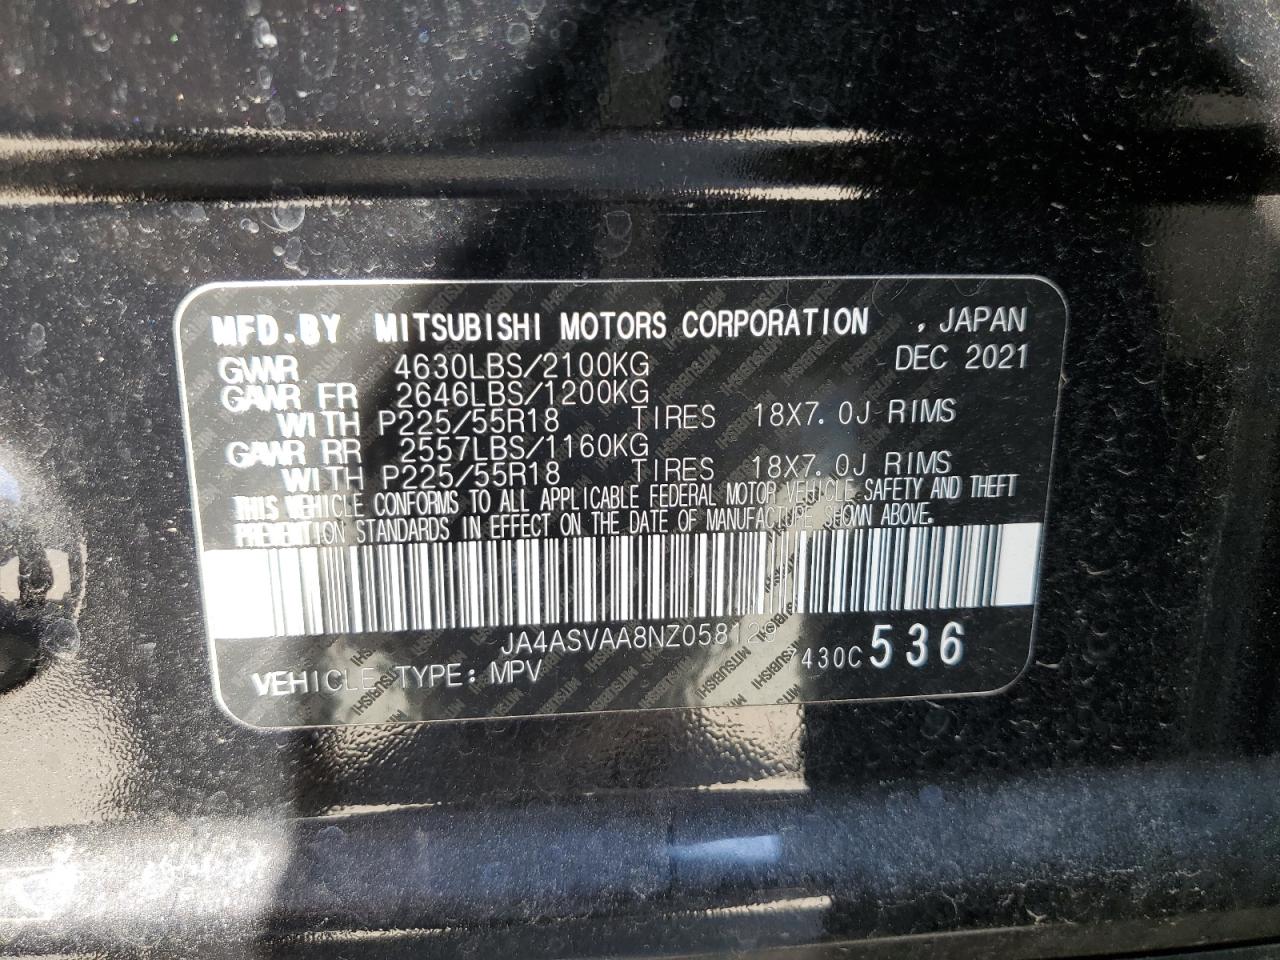 MFD.BY MITSUBISHI MOTORS CORPORATION , JAPAN
GVWR 4630LBS/2100KG DEC 2021
GAWR FR 2646LBS/1200KG
WITH P225/55R18 TIRES 18X7.0J RIMS
GAWR RR 2557LBS/1160KG
WITH P225/55R18 TIRES 18X7.0J RIMS
THIS VEHICLE CONFORMS TO ALL APPLICABLE FEDERAL MOTOR VEHICLE SAFETY AND THEFT
PREVENTION STANDARDS IN EFFECT ON THE DATE OF MANUFACTURE SHOWN ABOVE.
JA4ASVAA8NZ058129
430C 536
VEHICLE TYPE: MPV